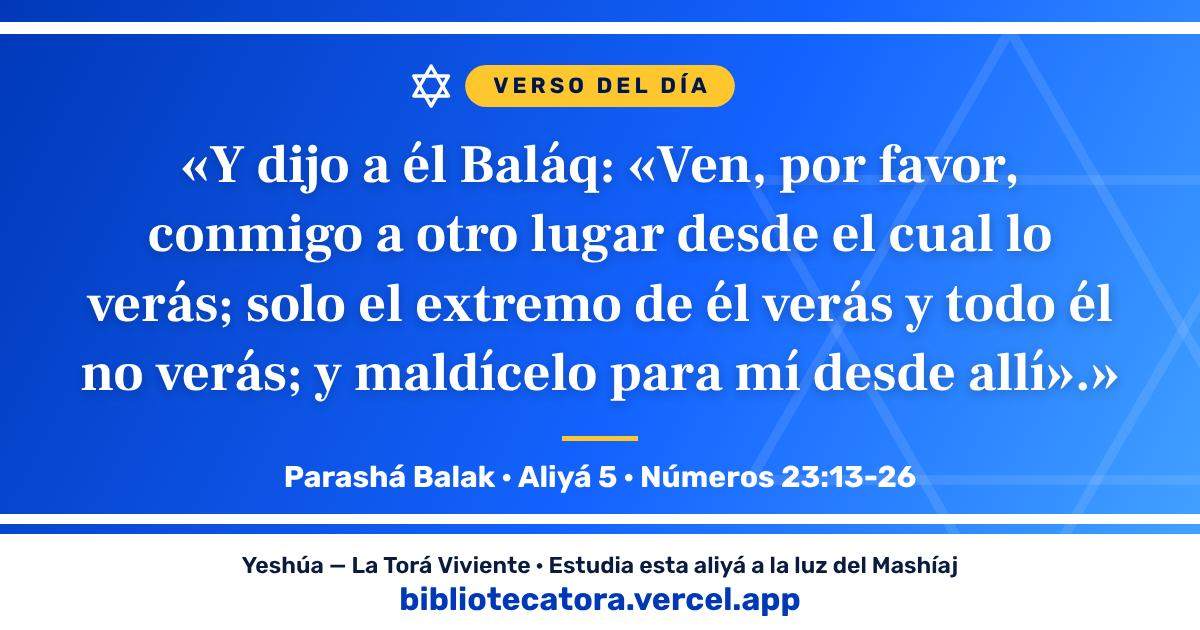 VERSO DEL DÍA
«Y dijo a él Baláq: «Ven, por favor,
conmigo a otro lugar desde el cual lo
verás; solo el extremo de él verás y todo él
no verás; y maldícelo para mí desde allí».»
Parashá Balak • Aliyá 5 • Números 23:13-26
Yeshúa — La Torá Viviente • Estudia esta aliyá a la luz del Mashíaj
bibliotecatora.vercel.app